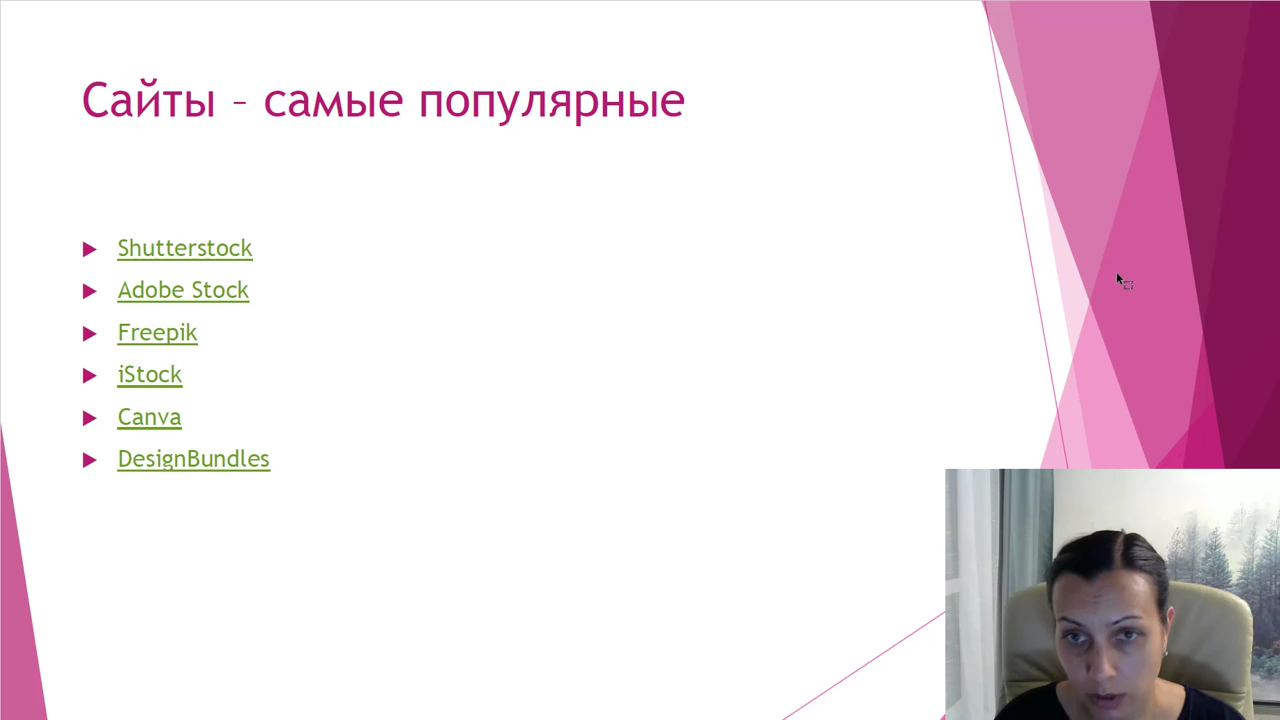 Сайты – самые популярные
Shutterstock
Adobe Stock
Freepik
iStock
Canva
DesignBundles